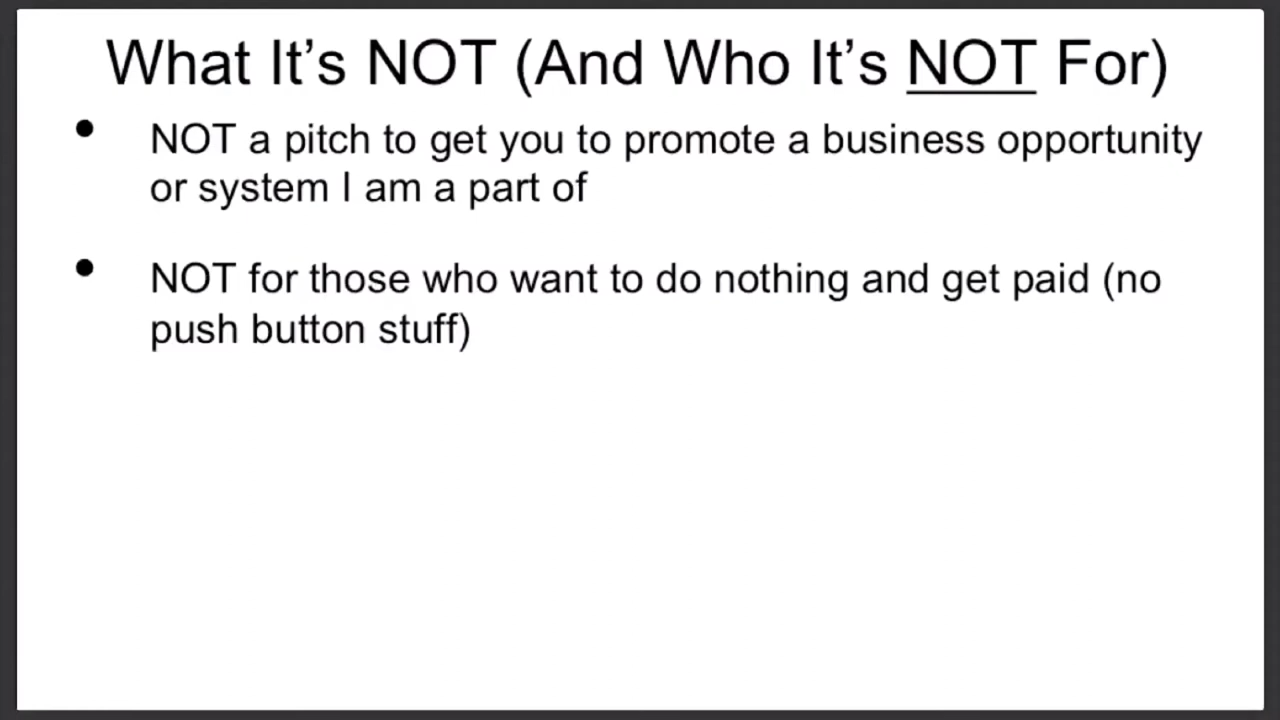 What It’s NOT (And Who It’s NOT For)
• NOT a pitch to get you to promote a business opportunity
or system I am a part of
• NOT for those who want to do nothing and get paid (no
push button stuff)